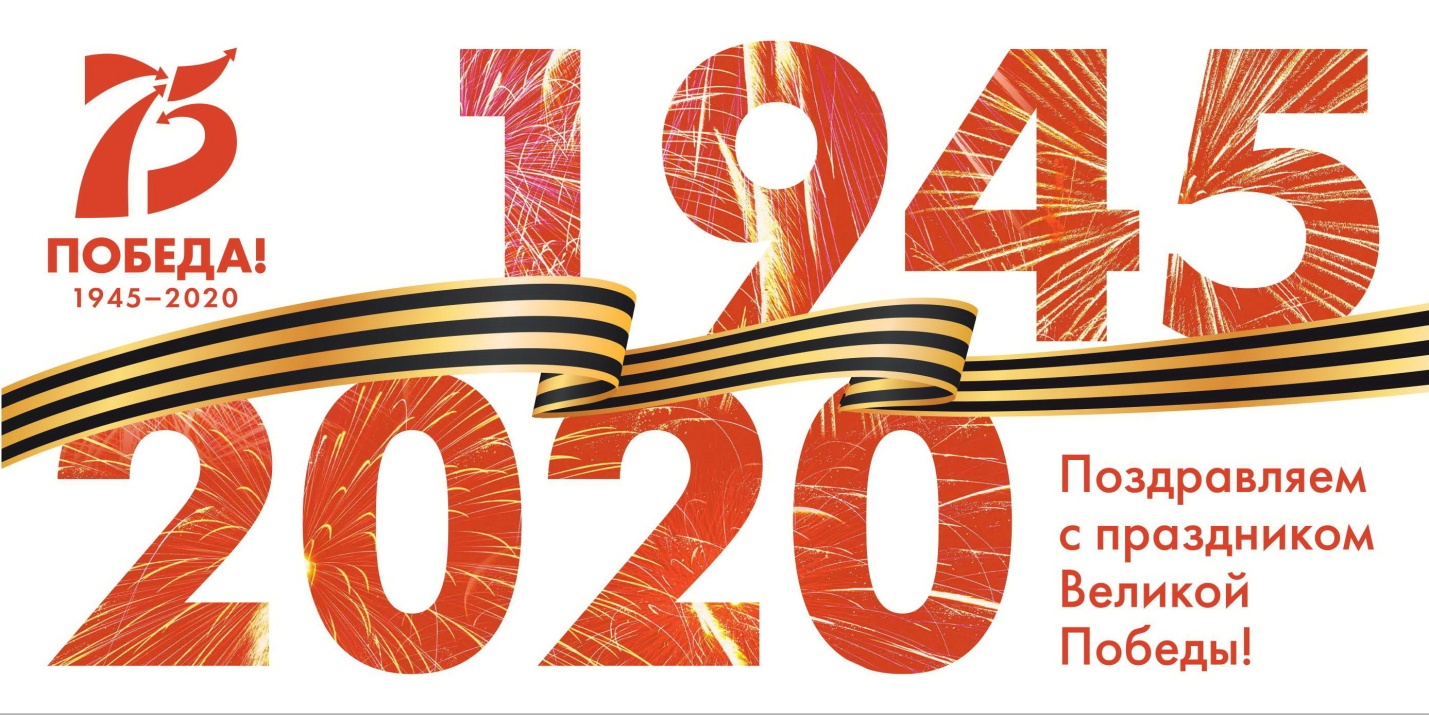 75
ПОБЕДА!
1945–2020
1945
2020
Поздравляем
с праздником
Великой
Победы!